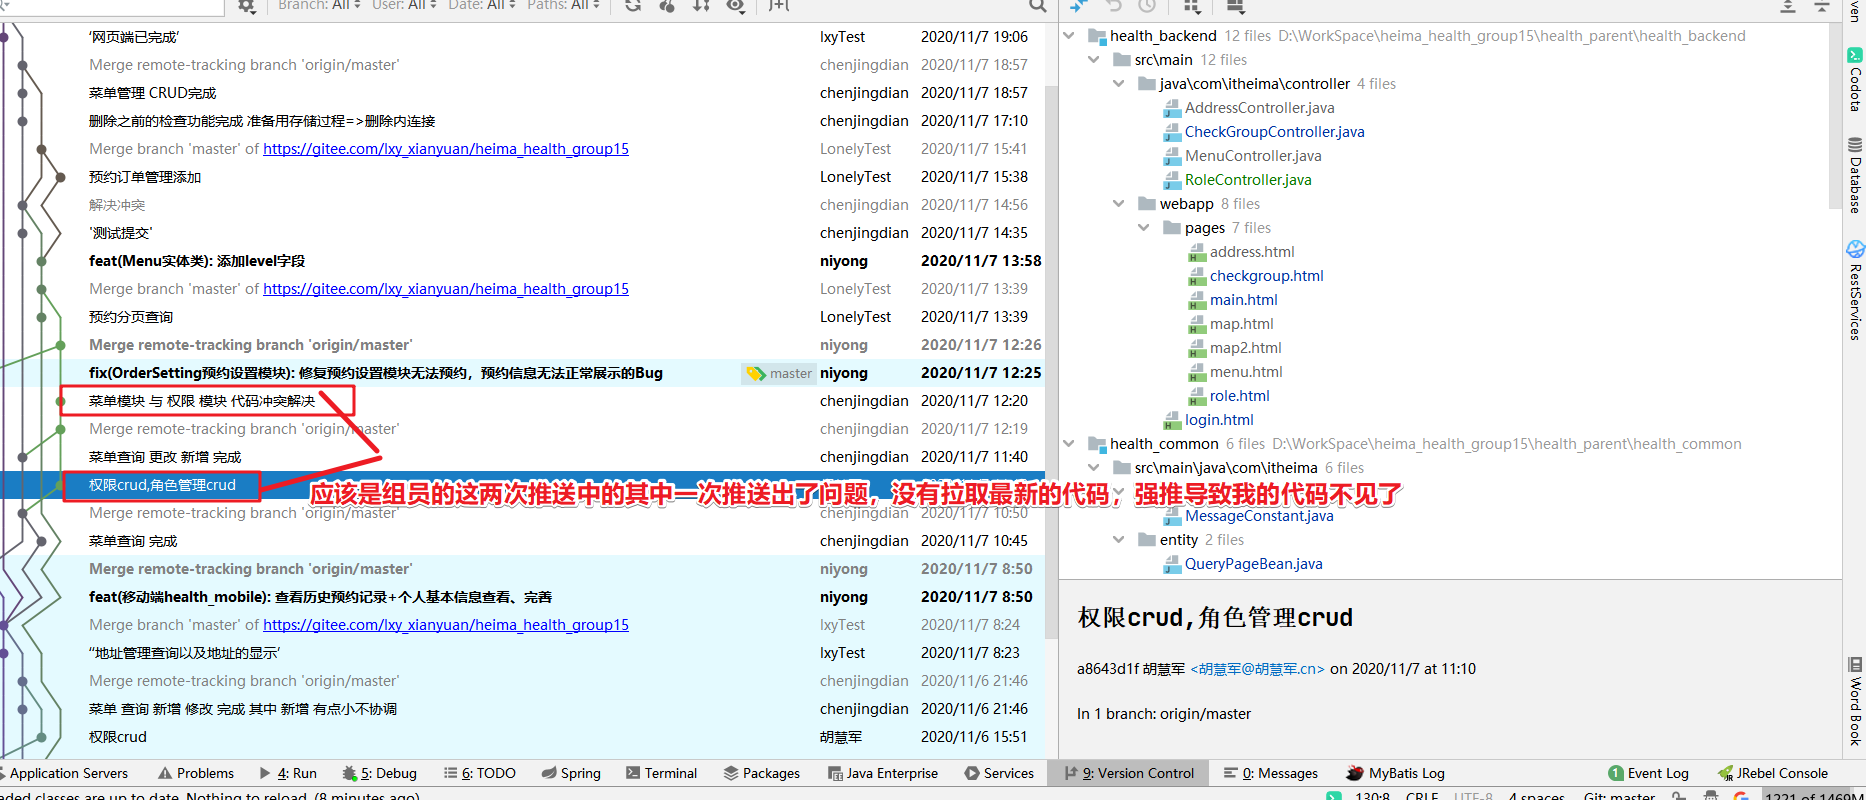 Branch: All
User: All
Date: All
Paths: All
'网页端已完成' lxyTest 2020/11/7 19:06
Merge remote-tracking branch 'origin/master' chenjingdian 2020/11/7 18:57
菜单管理 CRUD完成 chenjingdian 2020/11/7 18:57
删除之前的检查功能完成 准备用存储过程=>删除内连接 chenjingdian 2020/11/7 17:10
Merge branch 'master' of https://gitee.com/lxy_xianyuan/heima_health_group15 LonelyTest 2020/11/7 15:41
预约订单管理添加 LonelyTest 2020/11/7 15:38
解决冲突 chenjingdian 2020/11/7 14:56
'测试提交' chenjingdian 2020/11/7 14:35
feat(Menu实体类): 添加level字段 niyong 2020/11/7 13:58
Merge branch 'master' of https://gitee.com/lxy_xianyuan/heima_health_group15 LonelyTest 2020/11/7 13:39
预约分页查询 LonelyTest 2020/11/7 13:39
Merge remote-tracking branch 'origin/master' niyong 2020/11/7 12:26
fix(OrderSetting预约设置模块): 修复预约设置模块无法预约，预约信息无法正常展示的Bug master niyong 2020/11/7 12:25
菜单模块 与 权限 模块 代码冲突解决 chenjingdian 2020/11/7 12:20
Merge remote-tracking branch 'origin/master' chenjingdian 2020/11/7 12:19
菜单查询 更改 新增 完成 chenjingdian 2020/11/7 11:40
权限crud,角色管理crud
应该是组员的这两次推送中的其中一次推送出了问题，没有拉取最新的代码，强推导致我的代码不见了
Merge remote-tracking branch 'origin/master' chenjingdian 2020/11/7 10:50
菜单查询 完成 chenjingdian 2020/11/7 10:45
Merge remote-tracking branch 'origin/master' niyong 2020/11/7 8:50
feat(移动端health_mobile): 查看历史预约记录+个人基本信息查看、完善 niyong 2020/11/7 8:50
Merge branch 'master' of https://gitee.com/lxy_xianyuan/heima_health_group15 lxyTest 2020/11/7 8:24
“地址管理查询以及地址的显示’ lxyTest 2020/11/7 8:23
Merge remote-tracking branch 'origin/master' chenjingdian 2020/11/6 21:46
菜单 查询 新增 修改 完成 其中 新增 有点小不协调 chenjingdian 2020/11/6 21:46
权限crud 胡慧军 2020/11/6 15:51
health_backend 12 files D:\WorkSpace\heima_health_group15\health_parent\health_backend
src\main 12 files
java\com\itheima\controller 4 files
AddressController.java
CheckGroupController.java
MenuController.java
RoleController.java
webapp 8 files
pages 7 files
address.html
checkgroup.html
main.html
map.html
map2.html
menu.html
role.html
login.html
health_common 6 files D:\WorkSpace\heima_health_group15\health_parent\health_common
src\main\java\com\itheima 6 files
MessageConstant.java
entity 2 files
QueryPageBean.java
权限crud,角色管理crud
a8643d1f 胡慧军 <胡慧军@胡慧军.cn> on 2020/11/7 at 11:10
In 1 branch: origin/master
ven
Codota
Database
RestServices
Word Book
Application Servers
Problems
4: Run
5: Debug
6: TODO
Spring
Terminal
Packages
Java Enterprise
Services
9: Version Control
0: Messages
MyBatis Log
1 Event Log
JRebel Console
aded classes are up to date. Nothing to reload. (8 minutes ago)
130:8 CRLF UTF-8 4 spaces Git: master 1221 of 1469M